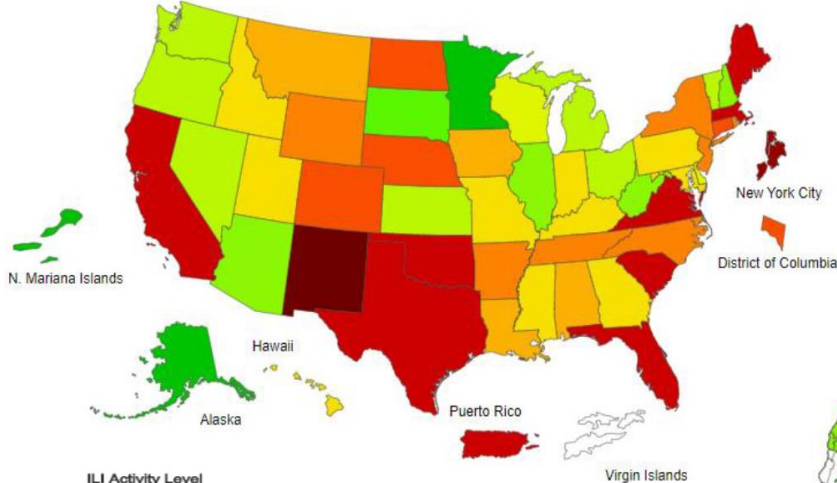 New York City
District of Columbia
N. Mariana Islands
Hawaii
Alaska
Puerto Rico
Virgin Islands
ILI Activity Level